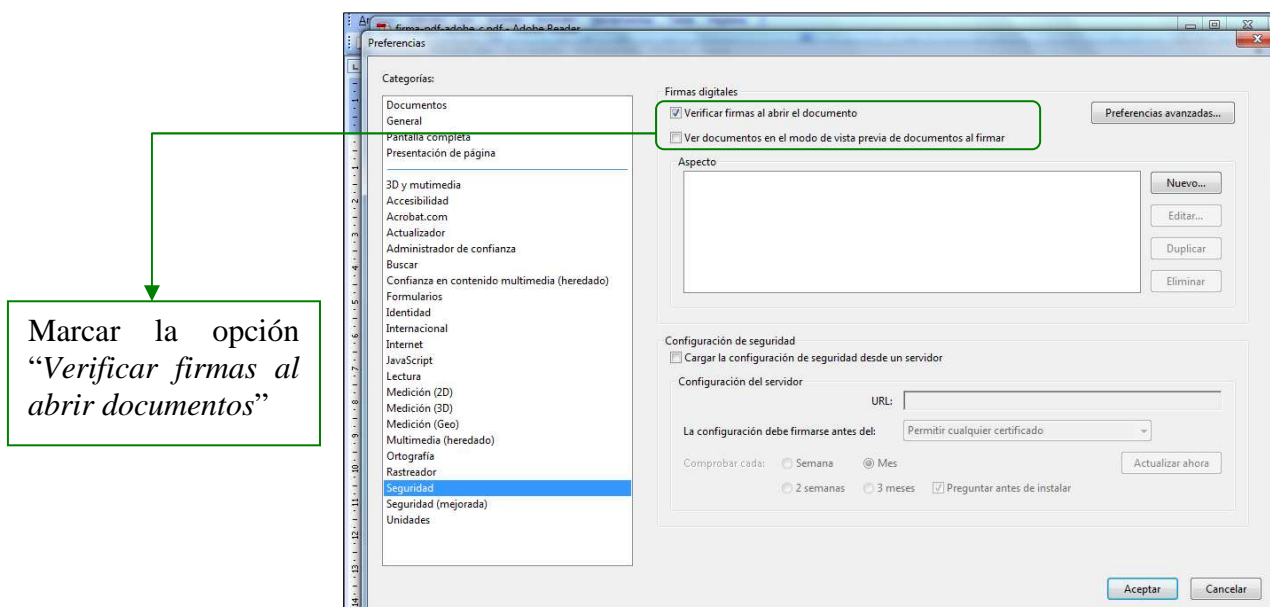 firma-pdf-adobe_c.pdf - Adobe Reader
Preferencias
Categorías:
Documentos
General
Pantalla completa
Presentación de página
3D y mutimedia
Accesibilidad
Acrobat.com
Actualizador
Administrador de confianza
Buscar
Confianza en contenido multimedia (heredado)
Formularios
Identidad
Internacional
Internet
JavaScript
Lectura
Medición (2D)
Medición (3D)
Medición (Geo)
Multimedia (heredado)
Ortografía
Rastreador
Seguridad
Seguridad (mejorada)
Unidades
Firmas digitales
Verificar firmas al abrir el documento
Preferencias avanzadas...
Ver documentos en el modo de vista previa de documentos al firmar
Aspecto
Nuevo...
Editar...
Duplicar
Eliminar
Configuración de seguridad
Cargar la configuración de seguridad desde un servidor
Configuración del servidor
URL:
La configuración debe firmarse antes del: Permitir cualquier certificado
Comprobar cada: Semana Mes Actualizar ahora
2 semanas 3 meses Preguntar antes de instalar
Aceptar Cancelar
Marcar la opción
“Verificar firmas al
abrir documentos”